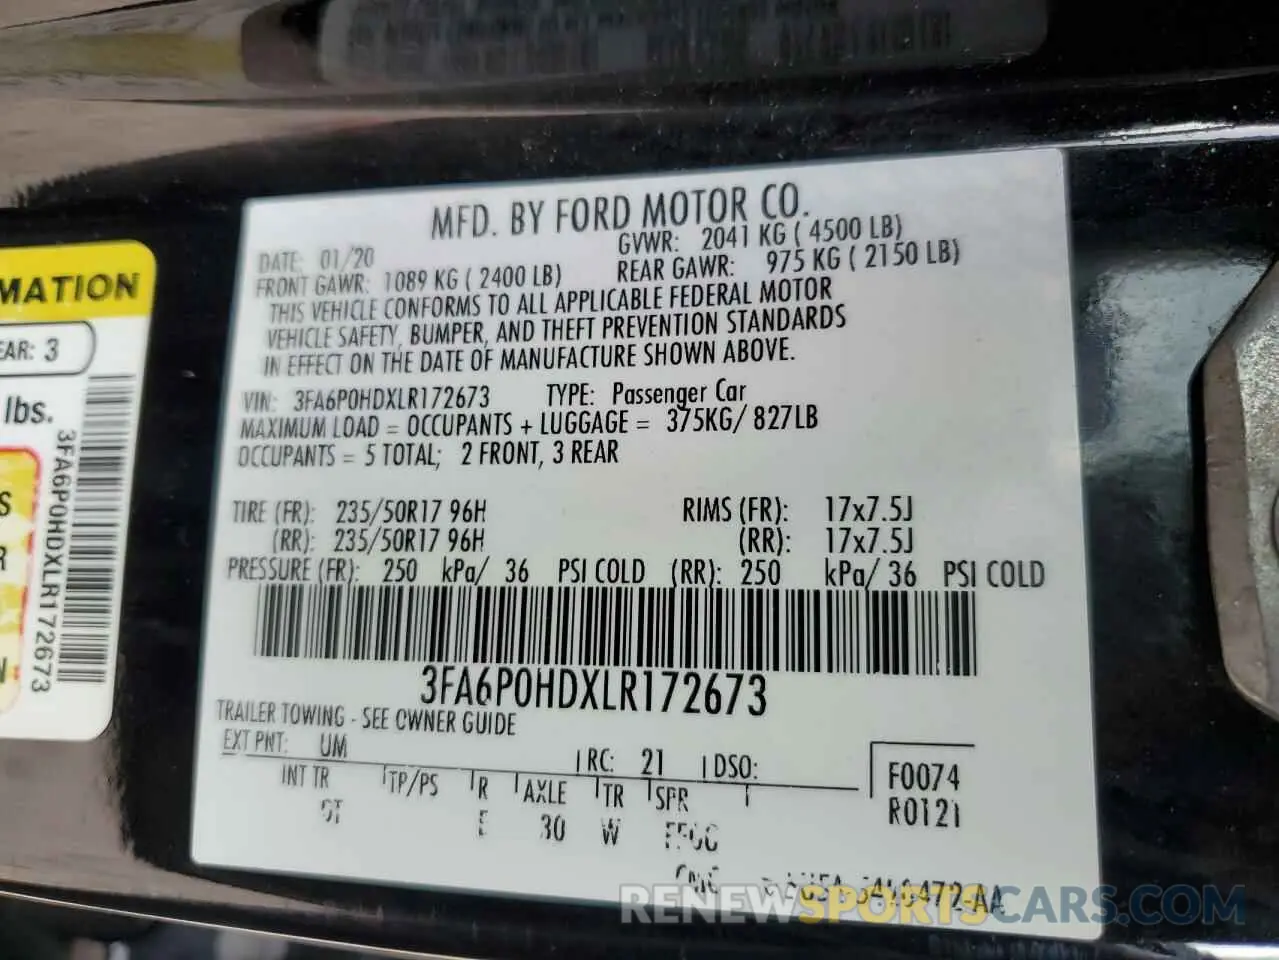 MFD. BY FORD MOTOR CO.
DATE: 01/20 GVWR: 2041 KG ( 4500 LB)
FRONT GAWR: 1089 KG ( 2400 LB) REAR GAWR: 975 KG ( 2150 LB)
THIS VEHICLE CONFORMS TO ALL APPLICABLE FEDERAL MOTOR
VEHICLE SAFETY, BUMPER, AND THEFT PREVENTION STANDARDS
IN EFFECT ON THE DATE OF MANUFACTURE SHOWN ABOVE.
VIN: 3FA6P0HDXLR172673 TYPE: Passenger Car
MAXIMUM LOAD = OCCUPANTS + LUGGAGE = 375KG/ 827LB
OCCUPANTS = 5 TOTAL; 2 FRONT, 3 REAR
TIRE (FR): 235/50R17 96H RIMS (FR): 17x7.5J
(RR): 235/50R17 96H (RR): 17x7.5J
PRESSURE (FR): 250 kPa/ 36 PSI COLD (RR): 250 kPa/ 36 PSI COLD
3FA6P0HDXLR172673
TRAILER TOWING - SEE OWNER GUIDE
EXT PNT: UM RC: 21 DSO:
INT TR TP/PS R AXLE TR SPR
E 30 W
F0074
R0121
MATION
EAR: 3
lbs.
3FA6P0HDXLR172673
RENEWSPORTSCARS.COM